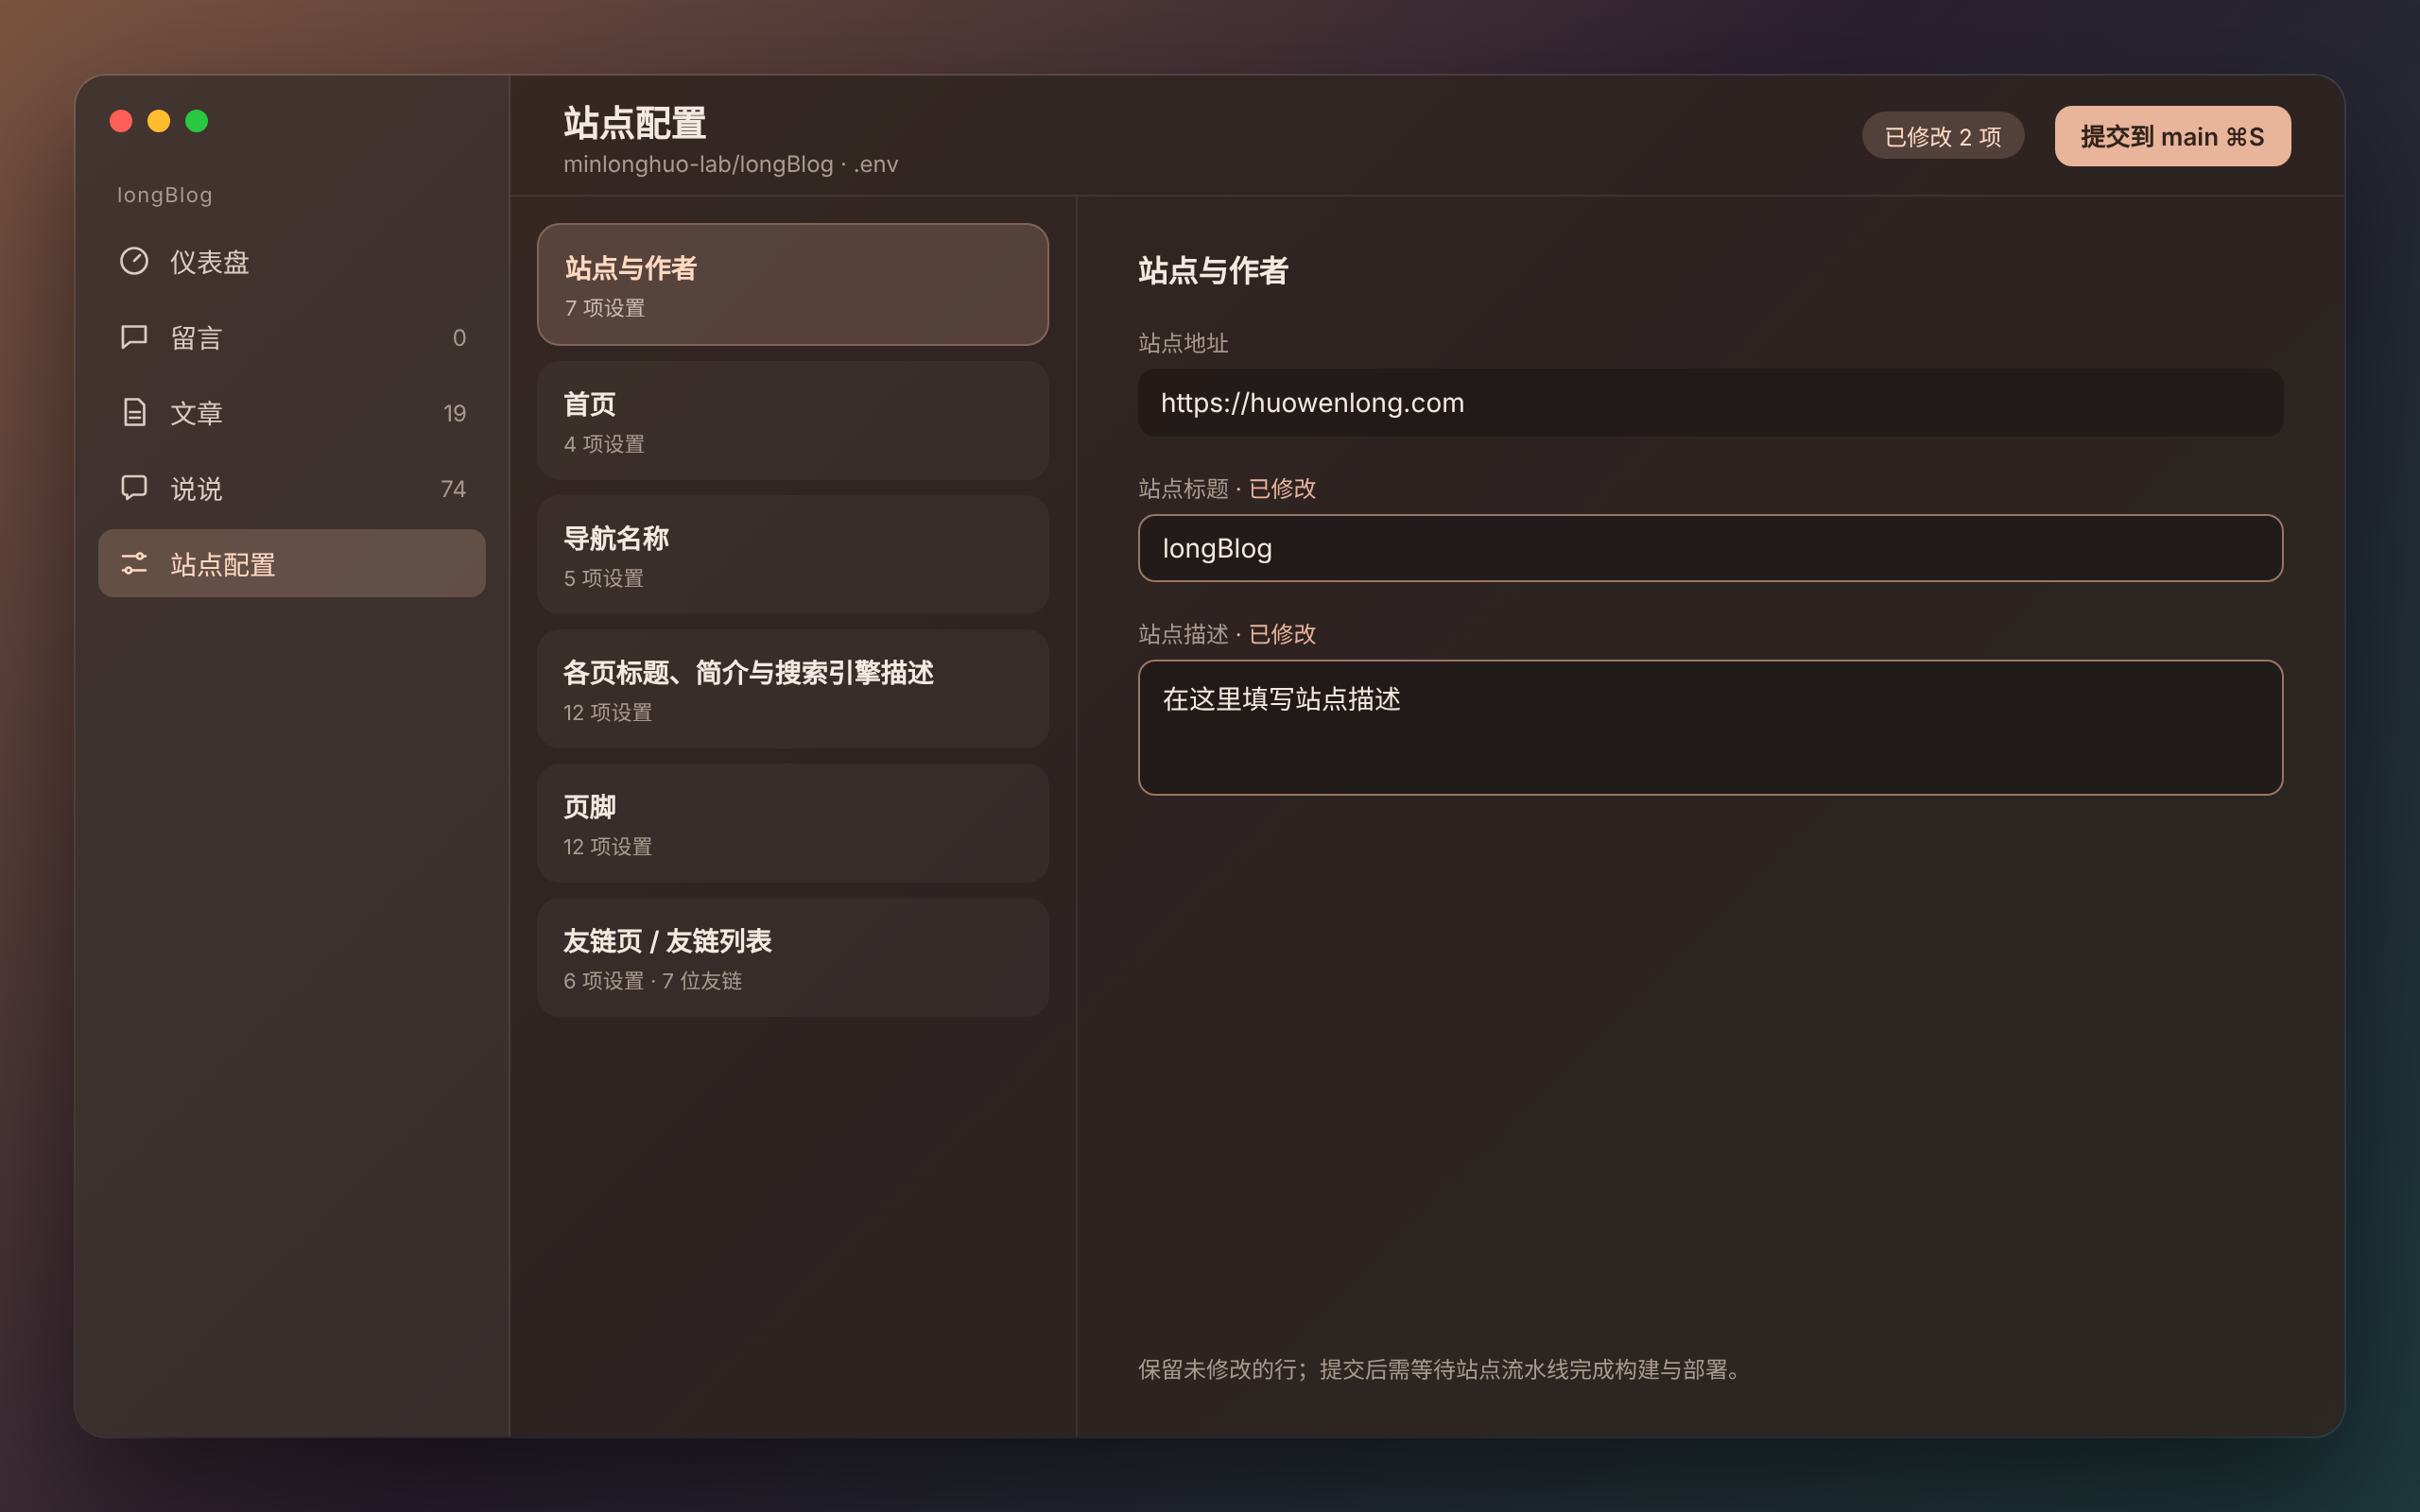 longBlog
仪表盘
留言 0
文章 19
说说 74
站点配置
站点配置
minlonghuo-lab/longBlog · .env
已修改 2 项
提交到 main ⌘S
站点与作者
7 项设置
首页
4 项设置
导航名称
5 项设置
各页标题、简介与搜索引擎描述
12 项设置
页脚
12 项设置
友链页 / 友链列表
6 项设置 · 7 位友链
站点与作者
站点地址
https://huowenlong.com
站点标题 · 已修改
longBlog
站点描述 · 已修改
在这里填写站点描述
保留未修改的行；提交后需等待站点流水线完成构建与部署。